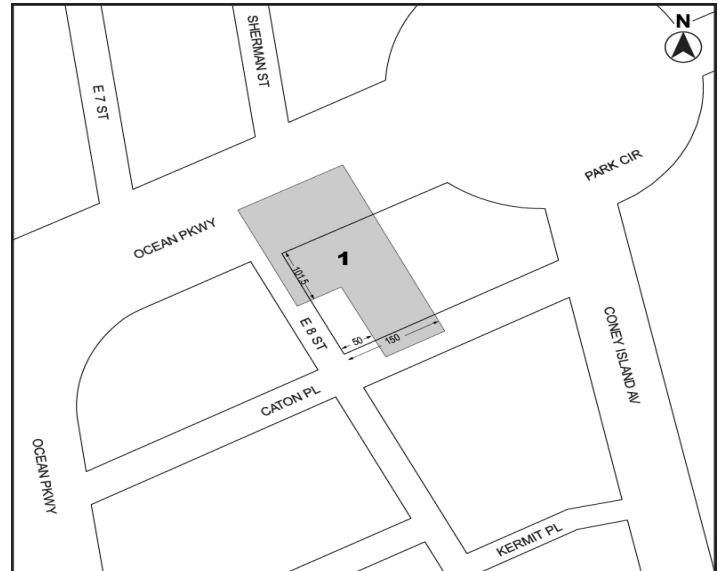 N
SHERMAN ST
E 7 ST
PARK CIR
OCEAN PKWY
1
101.5
E 8 ST
50
150
CONEY ISLAND AV
CATON PL
OCEAN PKWY
KERMIT PL